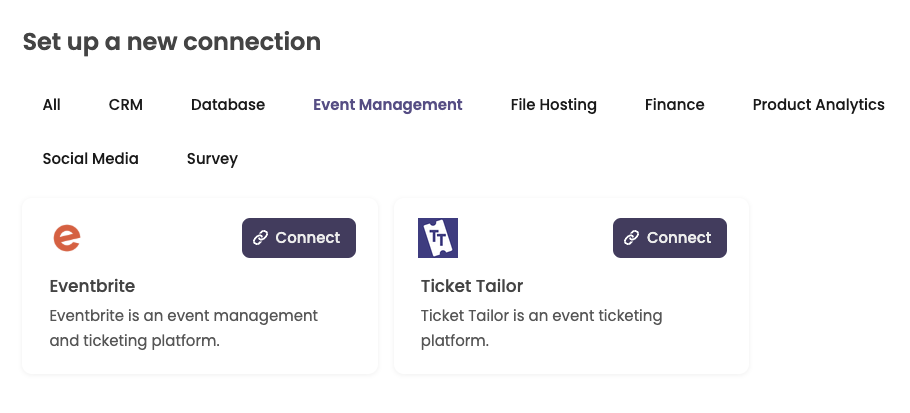 Set up a new connection
All CRM Database Event Management File Hosting Finance Product Analytics
Social Media Survey
Connect
Eventbrite
Eventbrite is an event management
and ticketing platform.
TT
Connect
Ticket Tailor
Ticket Tailor is an event ticketing
platform.